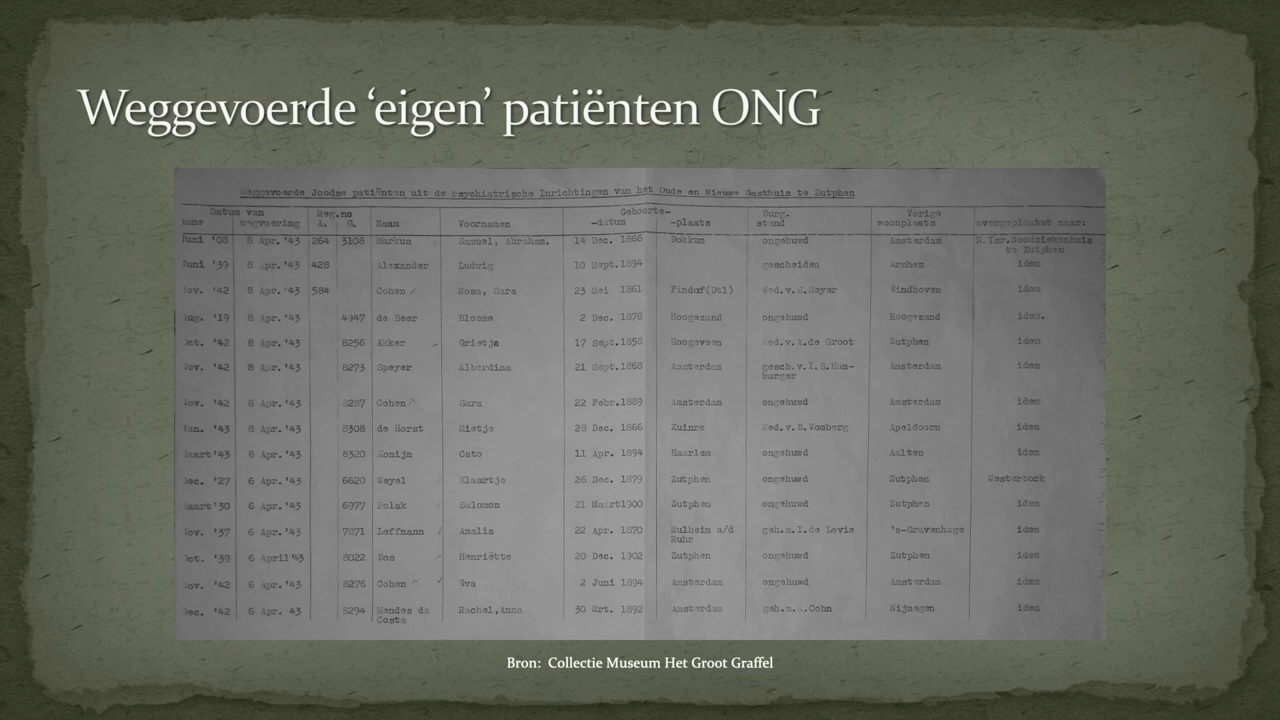 Weggevoerde ‘eigen’ patiënten ONG
Weggevoerde Joodse patiënten uit de Psychiatrische Inrichtingen van het Oude en Nieuwe Gasthuis te Zutphen
Datum van Reg.no Geboorte- Burg. Vorige
name wegvoering A. G. Naam Voornamen -datum -plaats stand woonplaats overgeplaatst naar:
Juni '08 8 Apr. '43 264 3108 Markus Samuel, Abraham. 14 Dec. 1866 Dokkum ongehuwd Amsterdam N.Isr.Noodziekenhuis
te Zutphen
Juni '39 8 Apr. '43 428 Alexander Ludwig 10 Sept.1894 gescheiden Arnhem idem
Nov. '42 8 Apr. '43 584 Cohen Mosa, Sara 23 Mei 1861 Wed.v.S.Meyer Eindhoven idem
Aug. '19 8 Apr.'43 4947 de Beer Bloeme 2 Dec. 1878 Hoogezand ongehuwd Hoogezand idem.
Oct. '42 8 Apr.'43 8256 Akker Grietja 17 Sept.1858 Hoogeveen Wed.v.A.de Groot Zutphen idem
Nov. '42 8 Apr.'43 8273 Speyer Alberdina 21 Sept.1868 Amsterdam gesch.v.I.S.Ham-
burger Amsterdam idem
Nov. '42 8 Apr.'43 8287 Cohen Sara 22 Febr.1889 Amsterdam ongehuwd Amsterdam idem
Jan. '43 8 Apr.'43 8308 de Horst Mietje 28 Dec. 1866 Kuinre Wed.v.B.Vomberg Apeldoorn idem
Maart'43 8 Apr.'43 8320 Konijn Cato 11 Apr. 1894 Haarlem ongehuwd Aalten idem
Dec. '27 6 Apr.'43 6620 Weyel Klaartje 26 Dec. 1879 Zutphen ongehuwd Zutphen Westerbork
Maart'30 6 Apr.'43 6977 Polak Salomon 21 Maart1900 Zutphen ongehuwd Zutphen idem
Nov. '37 6 Apr.'43 7871 Leffmann Amalia 22 Apr. 1870 Mulheim a/d
Ruhr geh.m.I.de Levie 's-Gravenhage idem
Oct. '39 6 April'43 8022 Bos Henriëtte 20 Dec. 1902 Zutphen ongehuwd Zutphen idem
Nov. '42 6 Apr.'43 8276 Cohen Eva 2 Juni 1894 Amsterdam ongehuwd Amsterdam idem
Dec. '42 6 Apr. 43 8294 Mendes da
Costa Rachel,Anna 30 Mrt. 1892 Amsterdam geh.m. Cohn Nijmegen idem
Bron: Collectie Museum Het Groot Graffel